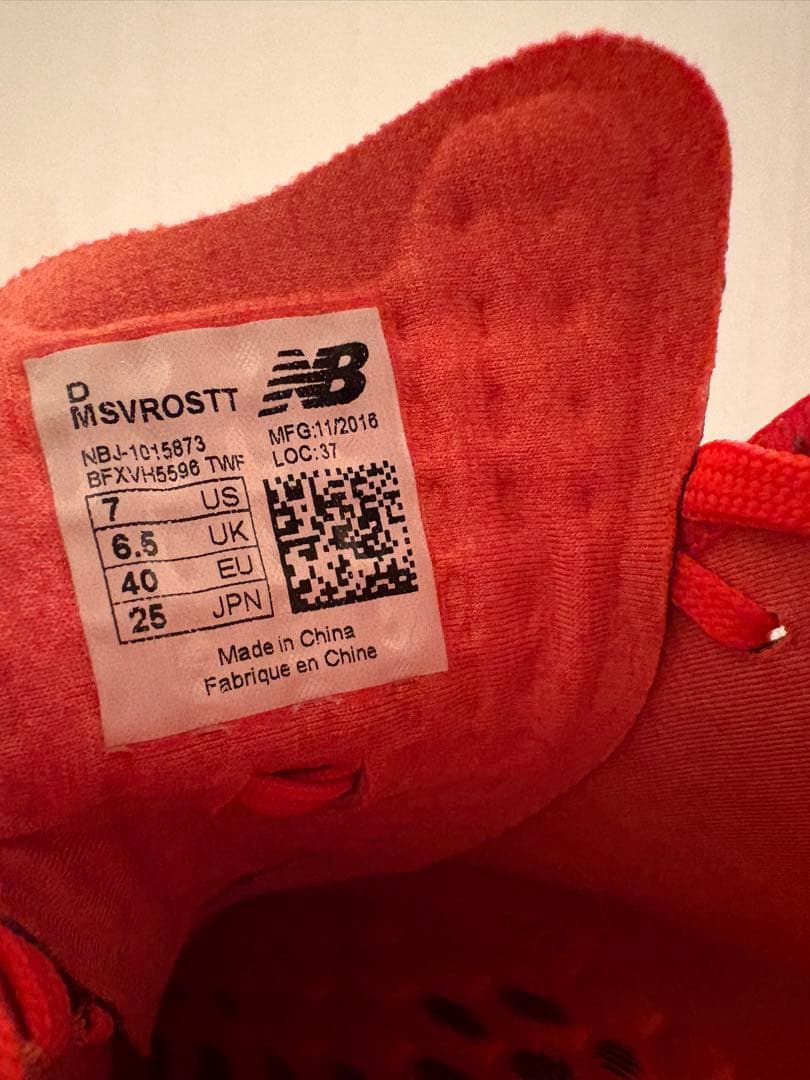 D
MSVROSTT
NB
NBJ-1015873
MFG:11/2016
BFXVH5596 TWF
LOC:37
7 US
6.5 UK
40 EU
25 JPN
Made in China
Fabrique en Chine